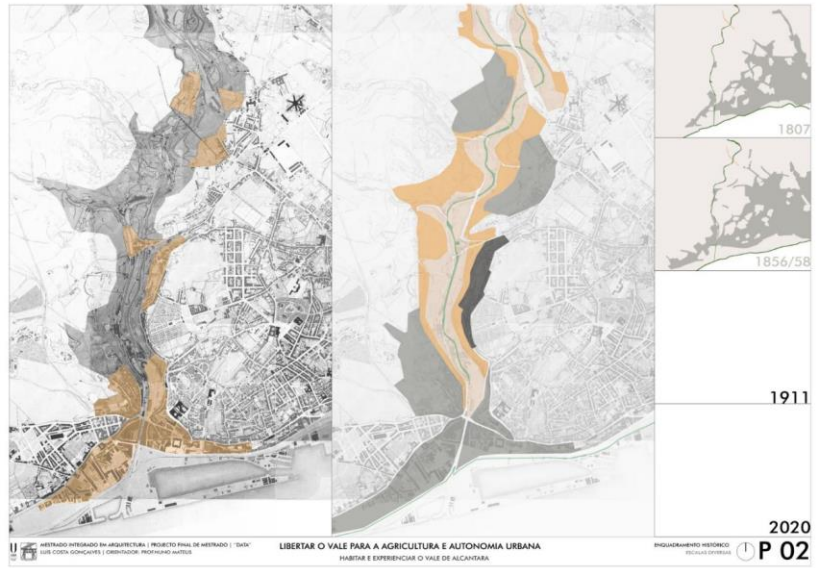 1807
1856/58
1911
2020
MESTRADO INTEGRADO EM ARQUITECTURA | PROJECTO FINAL DE MESTRADO | "DATA"
LUIS COSTA GONÇALVES | ORIENTADOR: PROF.NUNO MATEUS
LIBERTAR O VALE PARA A AGRICULTURA E AUTONOMIA URBANA
HABITAR E EXPERIENCIAR O VALE DE ALCANTARA
ENQUADRAMENTO HISTÓRICO
ESCALAS DIVERSAS
P 02